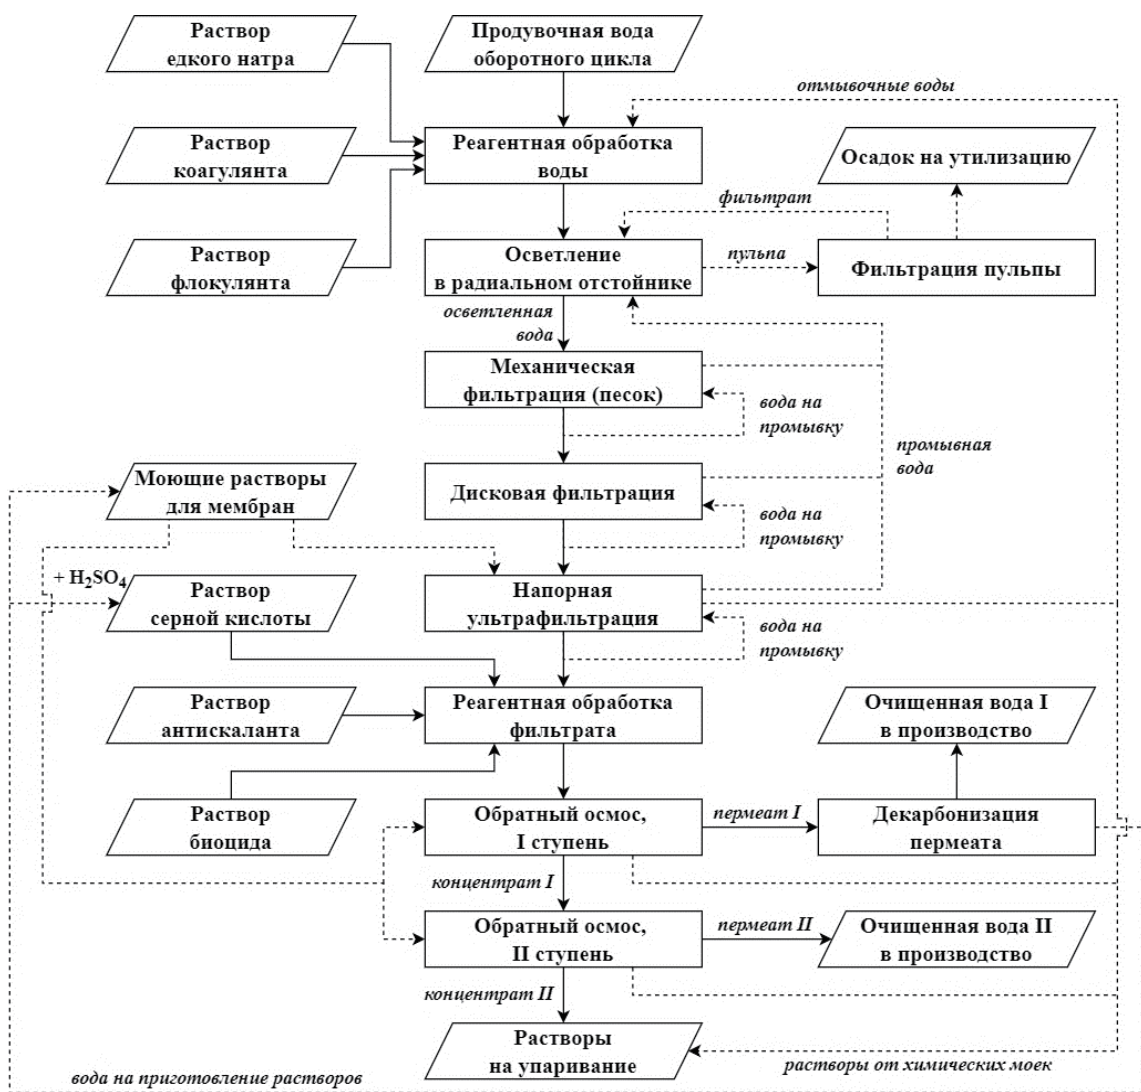 Раствор
едкого натра
Продувочная вода
оборотного цикла
отмывочные воды
Раствор
коагулянта
Реагентная обработка
воды
Осадок на утилизацию
фильтрат
Раствор
флокулянта
Осветление
в радиальном отстойнике
пульпа
Фильтрация пульпы
осветленная
вода
Механическая
фильтрация (песок)
вода на
промывку
промывная
вода
Моющие растворы
для мембран
Дисковая фильтрация
вода на
промывку
+ H₂SO₄
Раствор
серной кислоты
Напорная
ультрафильтрация
вода на
промывку
Раствор
антискаланта
Реагентная обработка
фильтрата
Очищенная вода I
в производство
Раствор
биоцида
Обратный осмос,
I ступень
пермеат I
Декарбонизация
пермеата
концентрат I
Обратный осмос,
II ступень
пермеат II
Очищенная вода II
в производство
концентрат II
Растворы
на упаривание
растворы от химических моек
вода на приготовление растворов